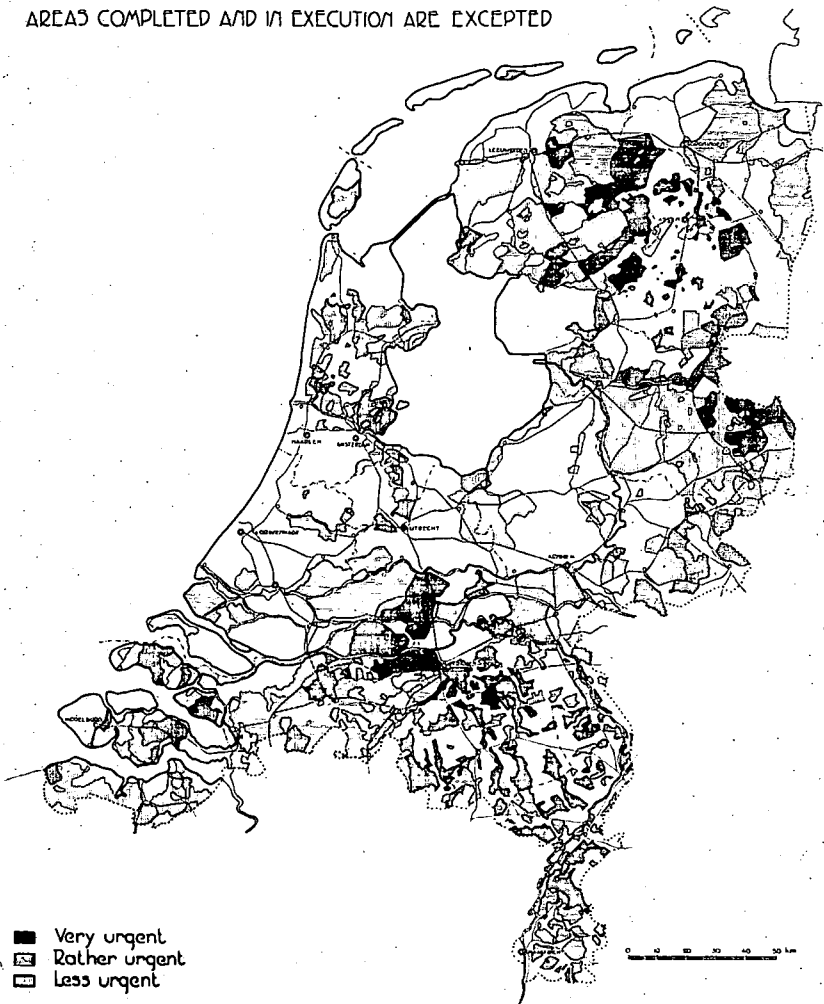 AREAS COMPLETED AND IN EXECUTION ARE EXCEPTED
LEEUWARDEN
HAARLEM
UTRECHT
ARNHEM
MIDDELBURG
Very urgent
Rather urgent
Less urgent
0 10 20 30 40 50 km